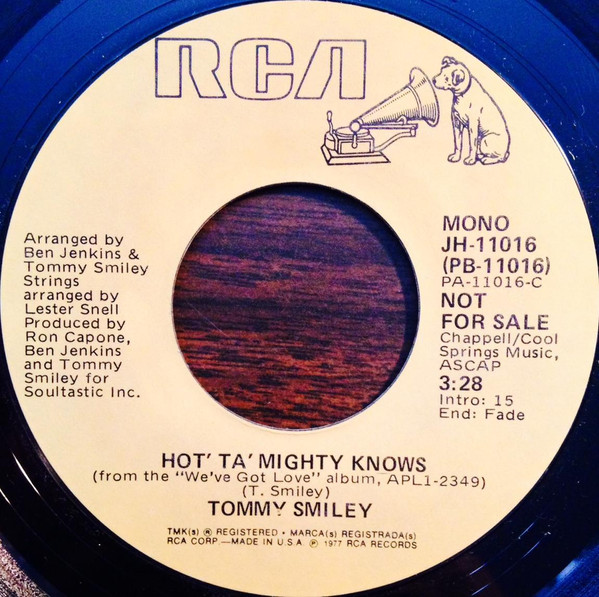 RCA
Arranged by
Ben Jenkins &
Tommy Smiley
Strings
arranged by
Lester Snell
Produced by
Ron Capone,
Ben Jenkins
and Tommy
Smiley for
Soultastic Inc.
MONO
JH-11016
(PB-11016)
PA-11016-C
NOT
FOR SALE
Chappell/Cool
Springs Music,
ASCAP
3:28
Intro: 15
End: Fade
HOT' TA' MIGHTY KNOWS
(from the "We've Got Love" album, APL1-2349)
(T. Smiley)
TOMMY SMILEY
TMK(s) ® REGISTERED • MARCA(s) REGISTRADA(s)
RCA CORP.—MADE IN U.S.A. ℗ 1977 RCA RECORDS